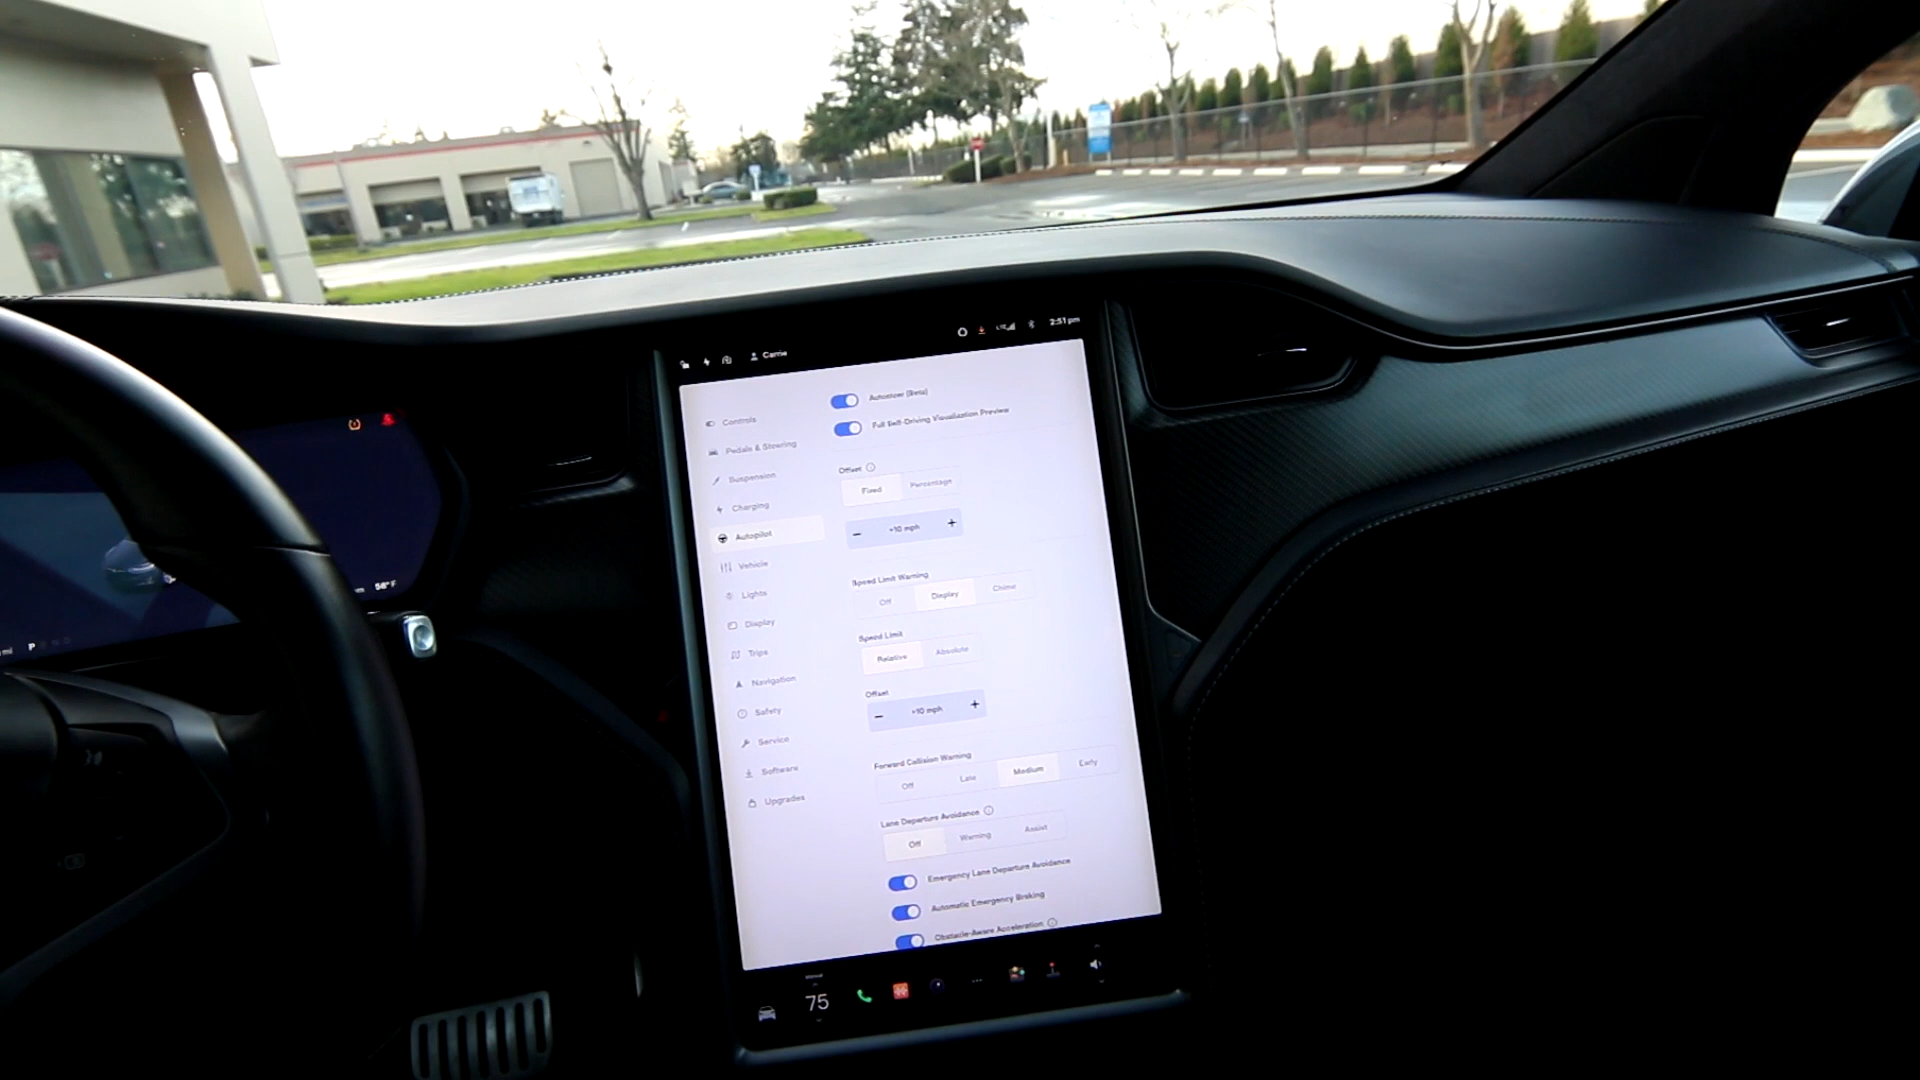 Carrie
LTE
2:51 pm
Controls
Pedals & Steering
Suspension
Charging
Autopilot
Vehicle
Lights
Display
Trips
Navigation
Safety
Service
Software
Upgrades
Autosteer (Beta)
Full Self-Driving Visualization Preview
Offset
Fixed Percentage
− +10 mph +
Speed Limit Warning
Off Display Chime
Speed Limit
Relative Absolute
Offset
− +10 mph +
Forward Collision Warning
Off Late Medium Early
Lane Departure Avoidance
Off Warning Assist
Emergency Lane Departure Avoidance
Automatic Emergency Braking
Obstacle-Aware Acceleration
75
58°F
mi
P